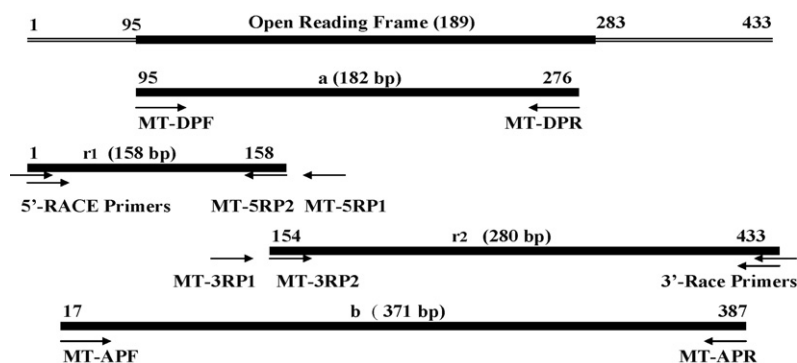 1 95 Open Reading Frame (189) 283 433
95 a (182 bp) 276
MT-DPF MT-DPR
1 r1 (158 bp) 158
5'-RACE Primers MT-5RP2 MT-5RP1
154 r2 (280 bp) 433
MT-3RP1 MT-3RP2 3'-Race Primers
17 b ( 371 bp) 387
MT-APF MT-APR